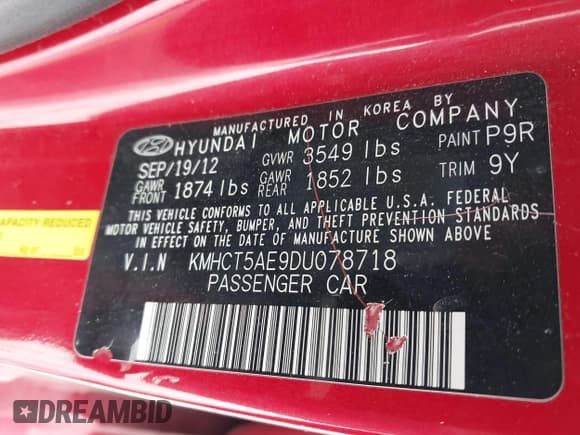 MANUFACTURED IN KOREA BY
HYUNDAI MOTOR COMPANY
SEP/19/12 GVWR 3549 lbs PAINT P9R
GAWR FRONT 1874 lbs GAWR REAR 1852 lbs TRIM 9Y
THIS VEHICLE CONFORMS TO ALL APPLICABLE U.S.A. FEDERAL
MOTOR VEHICLE SAFETY, BUMPER, AND THEFT PREVENTION STANDARDS
IN EFFECT ON THE DATE OF MANUFACTURE SHOWN ABOVE.
V.I.N KMHCT5AE9DU078718
PASSENGER CAR
CAPACITY REDUCED
DREAMBID